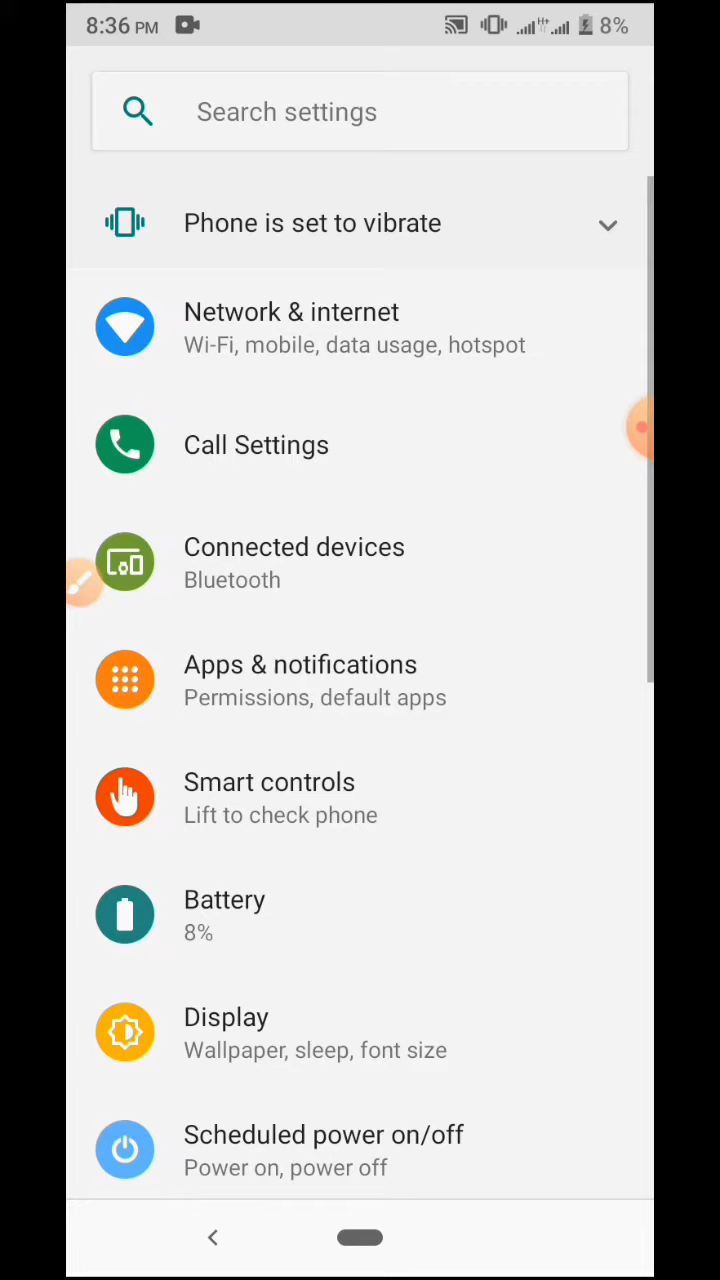 8:36 PM H+ 8%
Search settings
Phone is set to vibrate
Network & internet
Wi-Fi, mobile, data usage, hotspot
Call Settings
Connected devices
Bluetooth
Apps & notifications
Permissions, default apps
Smart controls
Lift to check phone
Battery
8%
Display
Wallpaper, sleep, font size
Scheduled power on/off
Power on, power off